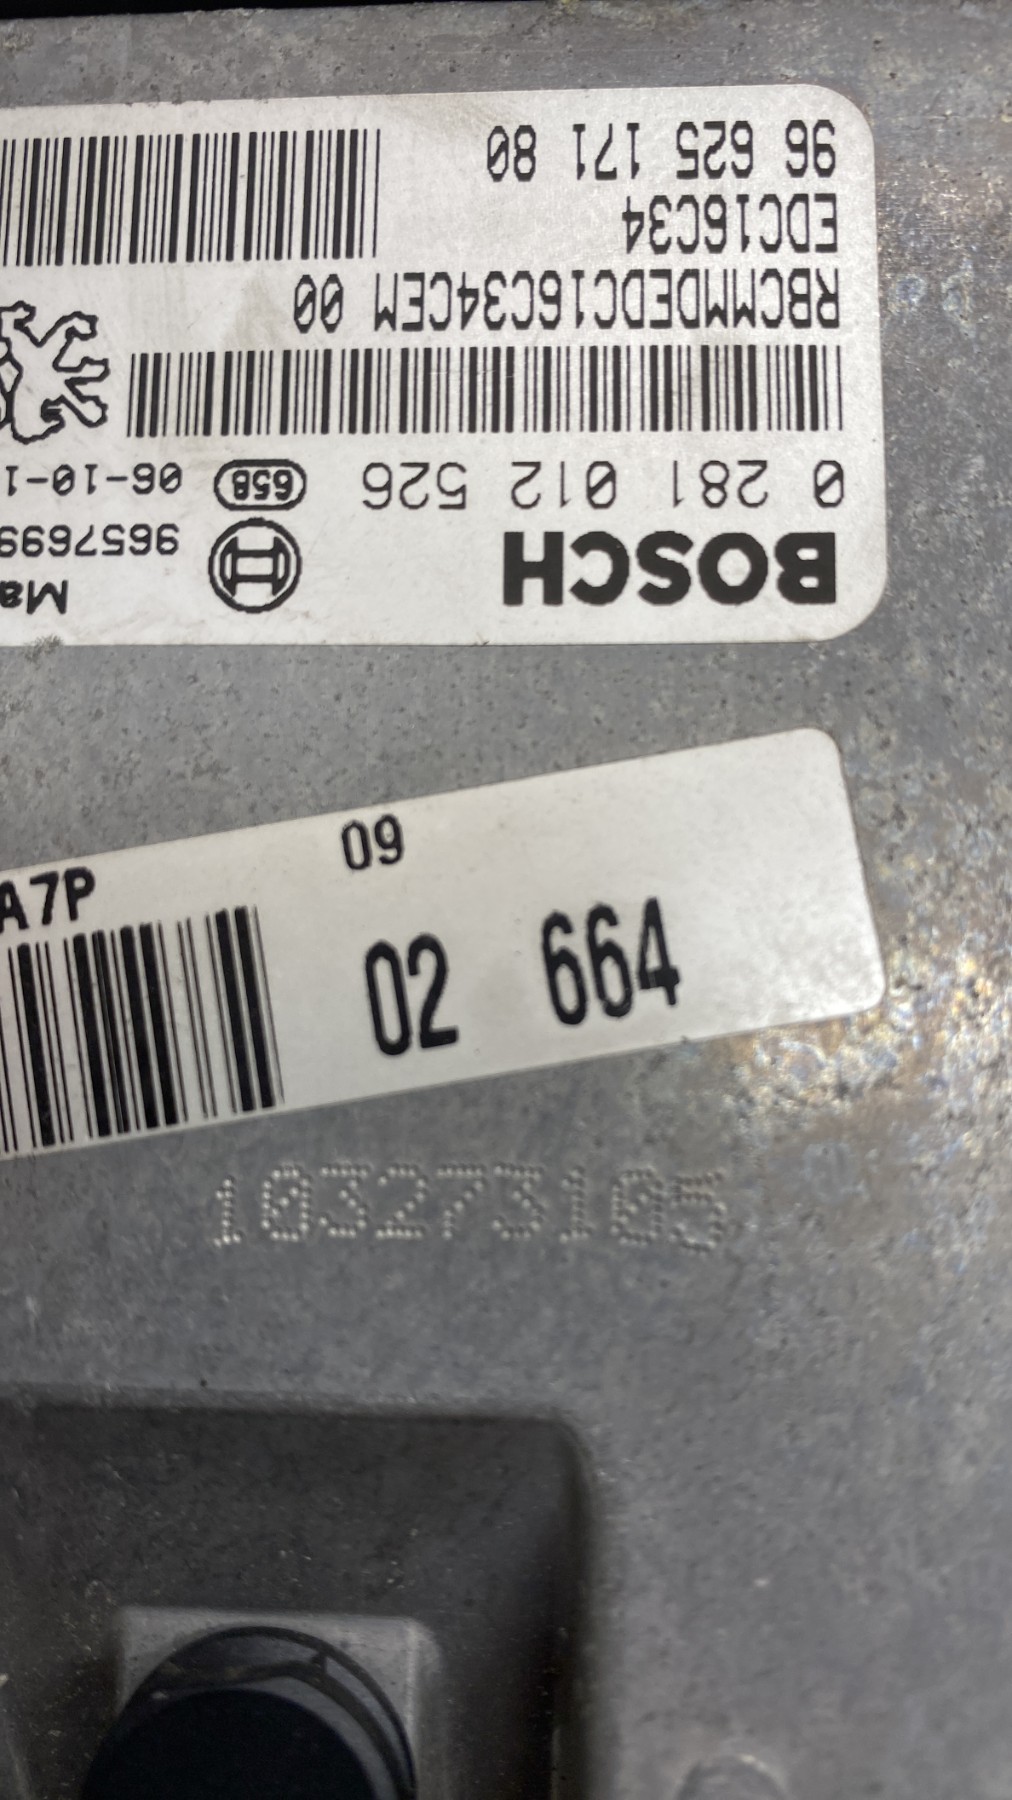 BOSCH
Ma
9657699
0 281 012 526 658 06-10-1
RBCMMDEDC16C34CEM 00
EDC16C34
96 625 171 80
A7P 09
02 664
103273105